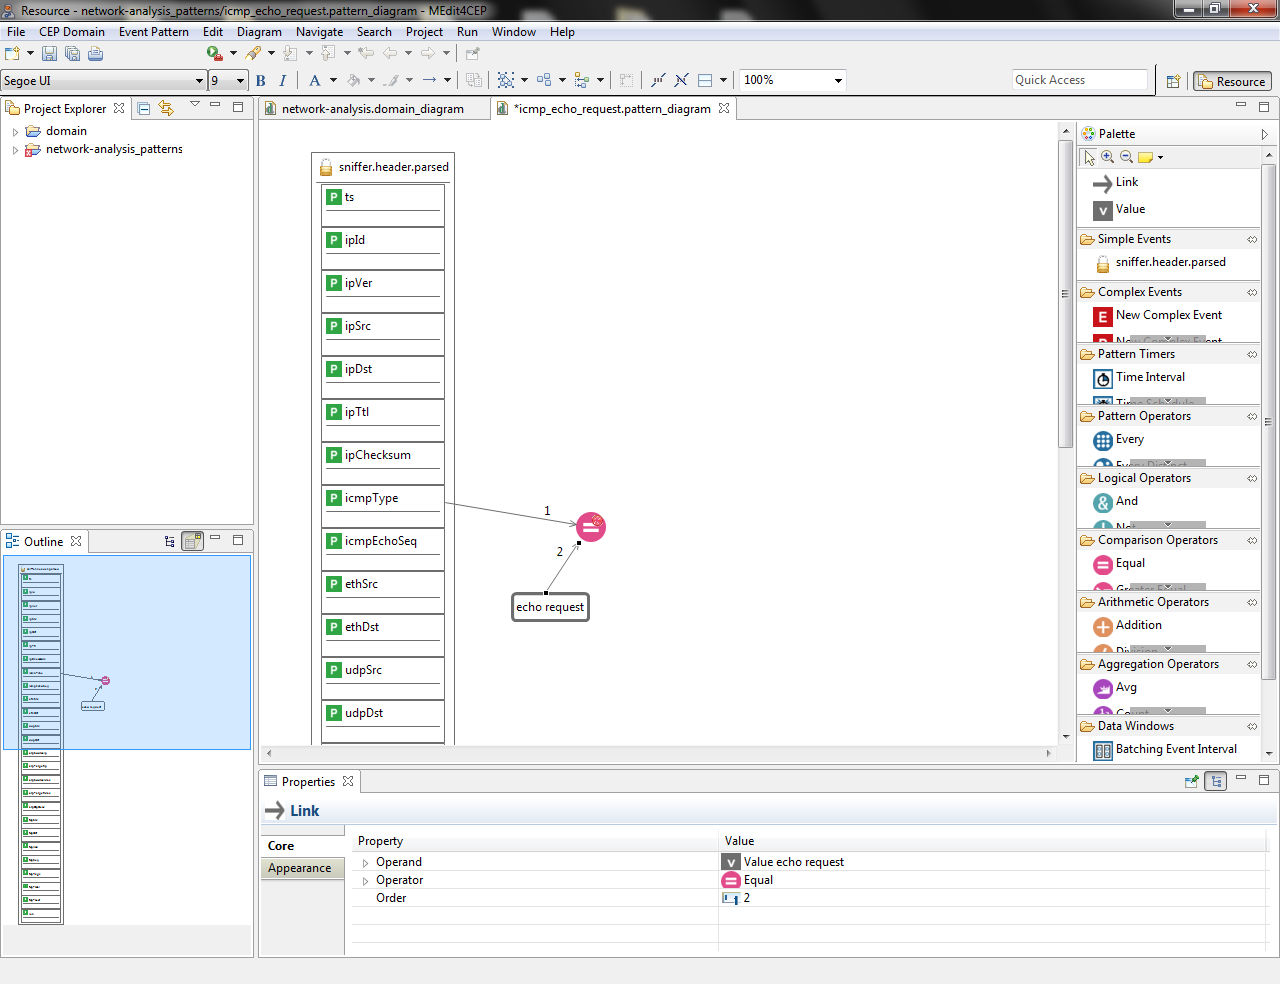 Resource - network-analysis_patterns/icmp_echo_request.pattern_diagram - MEdit4CEP
File CEP Domain Event Pattern Edit Diagram Navigate Search Project Run Window Help
Segoe UI 9 B I A 100% Quick Access Resource
Project Explorer
domain
network-analysis_patterns
network-analysis.domain_diagram
*icmp_echo_request.pattern_diagram
sniffer.header.parsed
P ts
P ipId
P ipVer
P ipSrc
P ipDst
P ipTtl
P ipChecksum
P icmpType
P icmpEchoSeq
P ethSrc
P ethDst
P udpSrc
P udpDst
1
2
echo request
Palette
Link
v Value
Simple Events
sniffer.header.parsed
Complex Events
E New Complex Event
Pattern Timers
Time Interval
Pattern Operators
Every
Logical Operators
& And
Comparison Operators
Equal
Arithmetic Operators
Addition
Aggregation Operators
Avg
Data Windows
Batching Event Interval
Outline
Properties
Link
Core
Appearance
Property Value
Operand v Value echo request
Operator Equal
Order 2